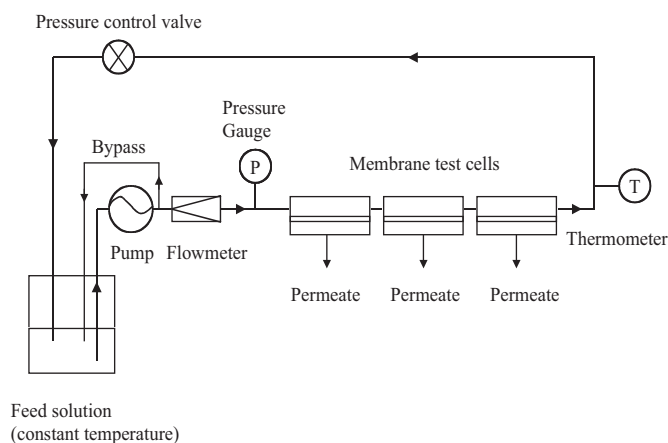 Pressure control valve
Pressure
Gauge
Bypass
P
Membrane test cells
T
Pump
Flowmeter
Thermometer
Permeate
Permeate
Permeate
Feed solution
(constant temperature)